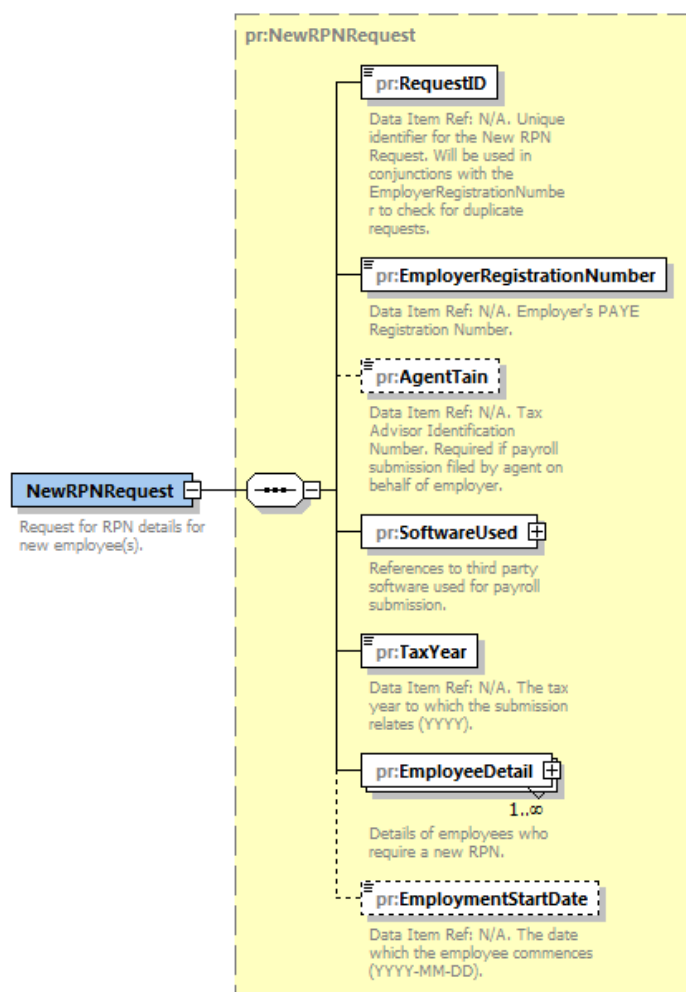 pr:NewRPNRequest
pr:RequestID
Data Item Ref: N/A. Unique
identifier for the New RPN
Request. Will be used in
conjunctions with the
EmployerRegistrationNumbe
r to check for duplicate
requests.
pr:EmployerRegistrationNumber
Data Item Ref: N/A. Employer's PAYE
Registration Number.
pr:AgentTain
Data Item Ref: N/A. Tax
Advisor Identification
Number. Required if payroll
submission filed by agent on
behalf of employer.
NewRPNRequest
Request for RPN details for
new employee(s).
pr:SoftwareUsed
References to third party
software used for payroll
submission.
pr:TaxYear
Data Item Ref: N/A. The tax
year to which the submission
relates (YYYY).
pr:EmployeeDetail
1..∞
Details of employees who
require a new RPN.
pr:EmploymentStartDate
Data Item Ref: N/A. The date
which the employee commences
(YYYY-MM-DD).